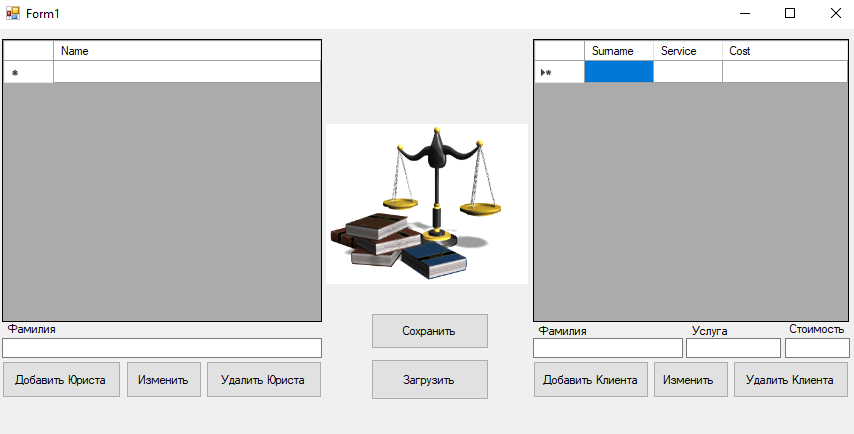 Form1
Name
Surname Service Cost
Фамилия
Добавить Юриста Изменить Удалить Юриста
Сохранить
Загрузить
Фамилия Услуга Стоимость
Добавить Клиента Изменить Удалить Клиента